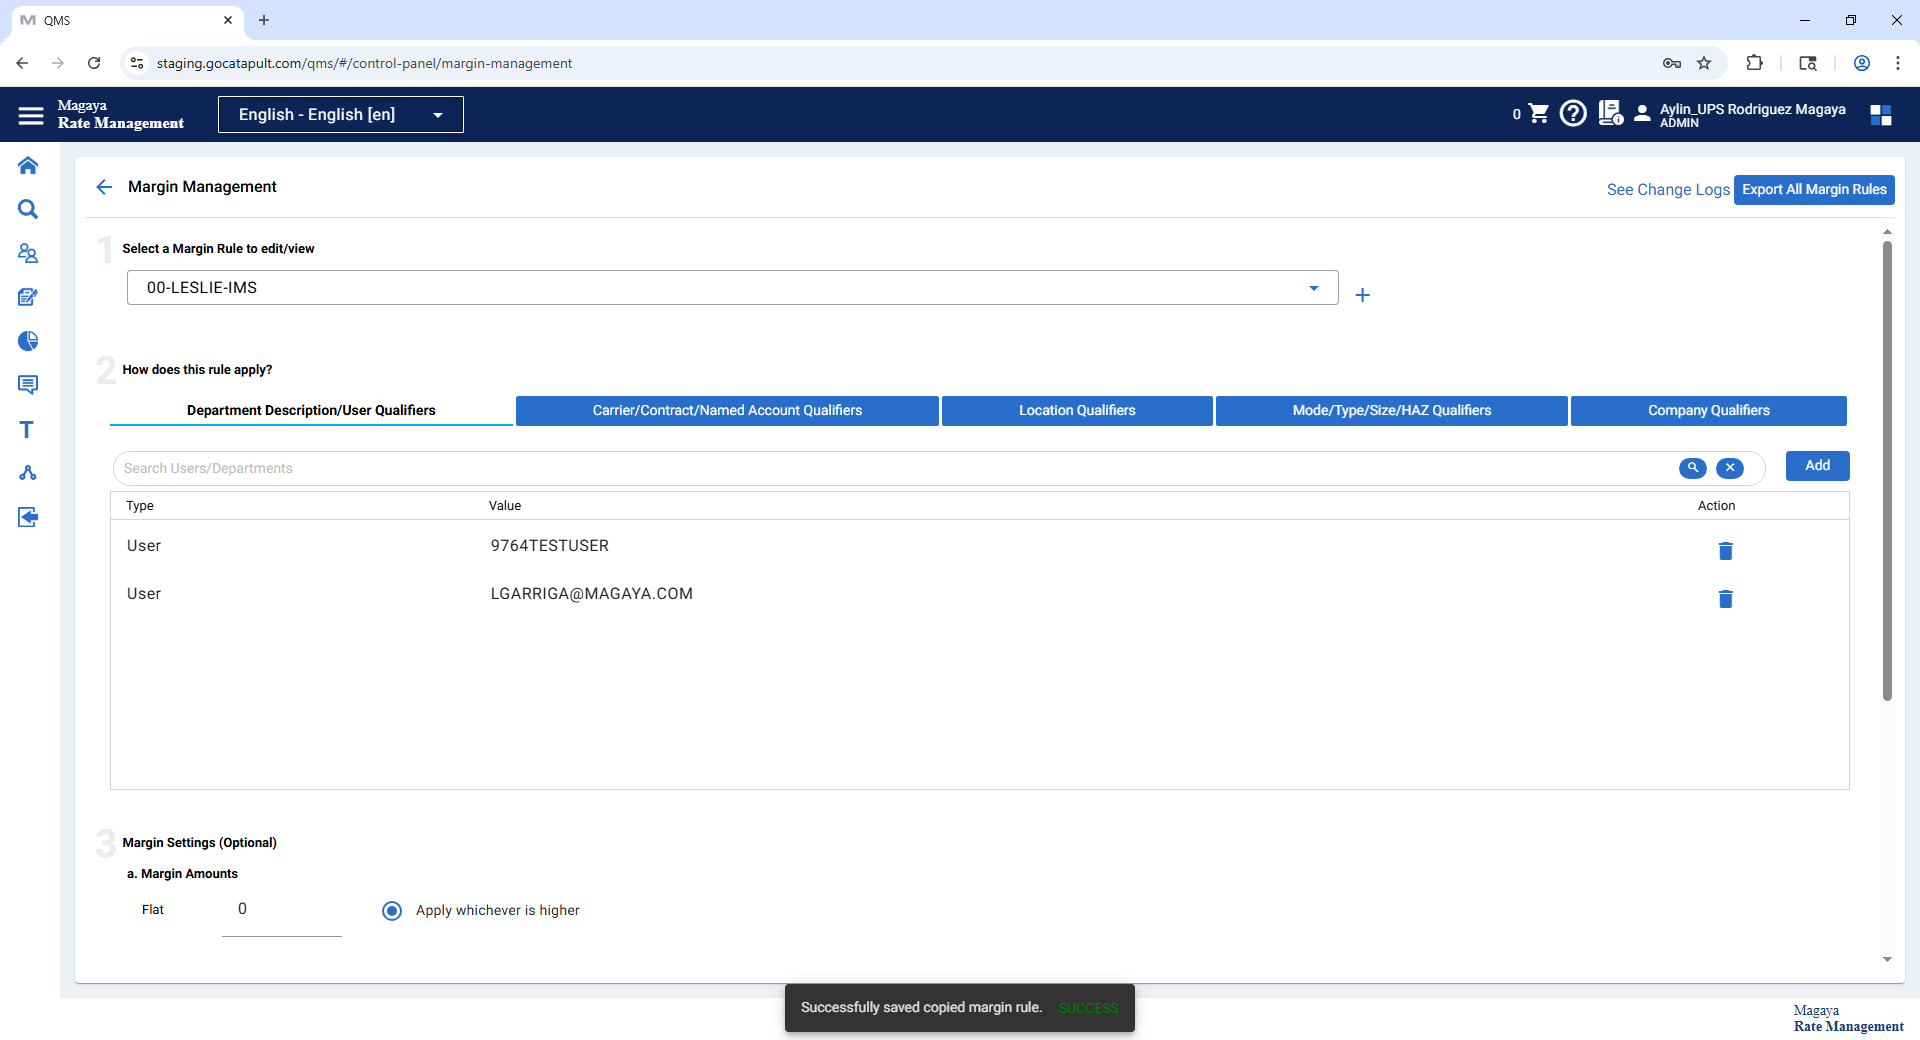 QMS
staging.gocatapult.com/qms/#/control-panel/margin-management
Magaya
Rate Management
English - English [en]
0
Aylin_UPS Rodriguez Magaya
ADMIN
Margin Management
See Change Logs
Export All Margin Rules
1
Select a Margin Rule to edit/view
00-LESLIE-IMS
2
How does this rule apply?
Department Description/User Qualifiers
Carrier/Contract/Named Account Qualifiers
Location Qualifiers
Mode/Type/Size/HAZ Qualifiers
Company Qualifiers
Search Users/Departments
Add
Type Value Action
User 9764TESTUSER
User LGARRIGA@MAGAYA.COM
3
Margin Settings (Optional)
a. Margin Amounts
Flat 0 Apply whichever is higher
Successfully saved copied margin rule. SUCCESS
Magaya
Rate Management